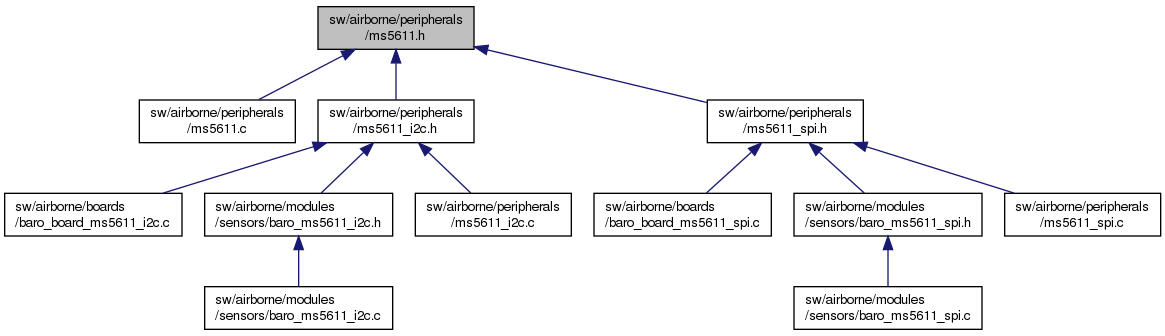 sw/airborne/peripherals
/ms5611.h
sw/airborne/peripherals
/ms5611.c
sw/airborne/peripherals
/ms5611_i2c.h
sw/airborne/peripherals
/ms5611_spi.h
sw/airborne/boards
/baro_board_ms5611_i2c.c
sw/airborne/modules
/sensors/baro_ms5611_i2c.h
sw/airborne/peripherals
/ms5611_i2c.c
sw/airborne/boards
/baro_board_ms5611_spi.c
sw/airborne/modules
/sensors/baro_ms5611_spi.h
sw/airborne/peripherals
/ms5611_spi.c
sw/airborne/modules
/sensors/baro_ms5611_i2c.c
sw/airborne/modules
/sensors/baro_ms5611_spi.c